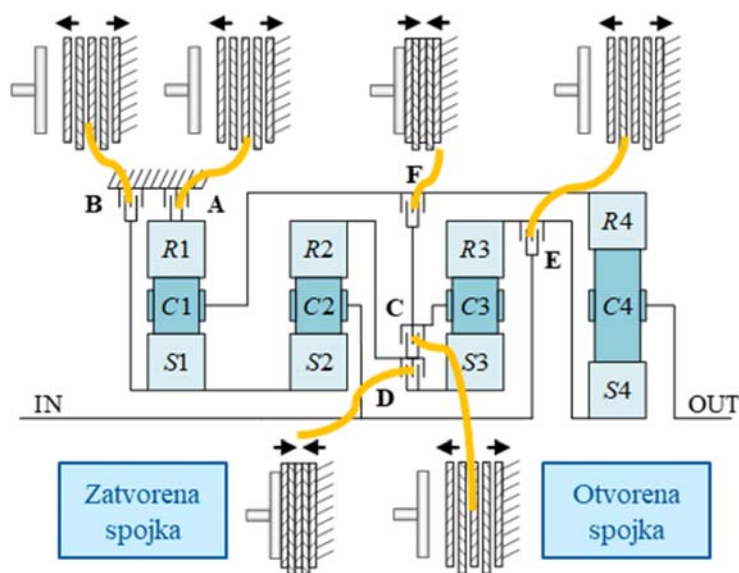 F
B
A
R1
R2
R3
R4
E
C1
C2
C
C3
C4
S1
S2
S3
D
S4
IN
OUT
Zatvorena
spojka
Otvorena
spojka